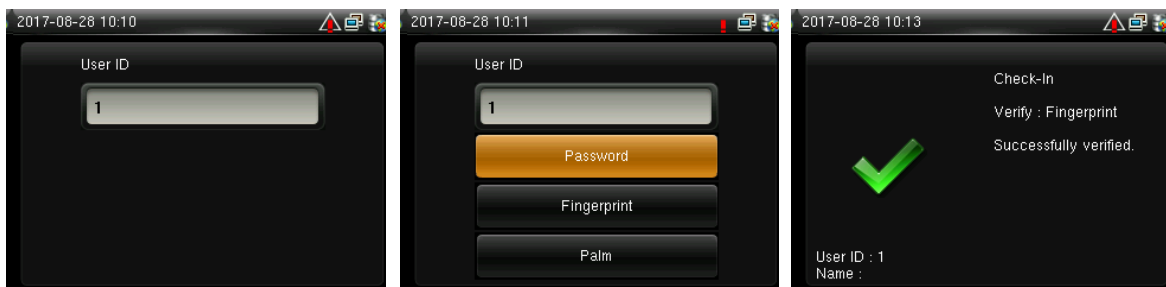 2017-08-28 10:10
User ID
1
2017-08-28 10:11
User ID
1
Password
Fingerprint
Palm
2017-08-28 10:13
Check-In
Verify : Fingerprint
Successfully verified.
User ID : 1
Name :